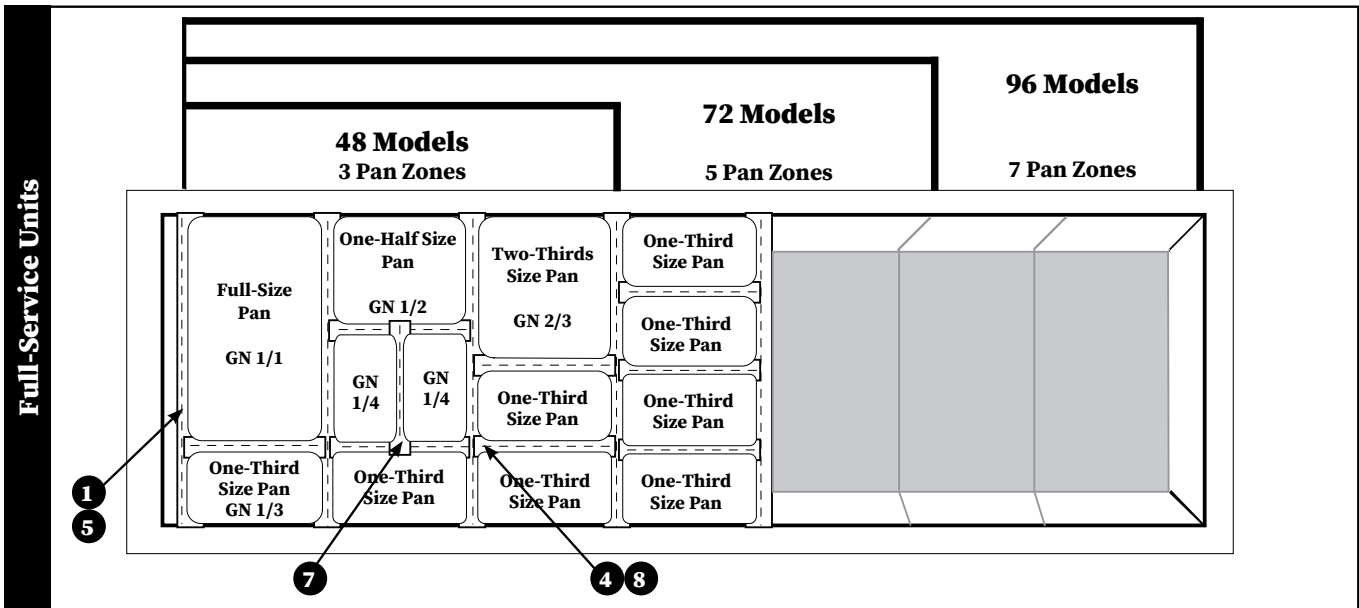 Full-Service Units
96 Models
7 Pan Zones
72 Models
5 Pan Zones
48 Models
3 Pan Zones
Full-Size
Pan
GN 1/1
One-Third
Size Pan
GN 1/3
One-Half Size
Pan
GN 1/2
GN
1/4
GN
1/4
One-Third
Size Pan
Two-Thirds
Size Pan
GN 2/3
One-Third
Size Pan
One-Third
Size Pan
One-Third
Size Pan
One-Third
Size Pan
One-Third
Size Pan
One-Third
Size Pan
1
5
7
4 8